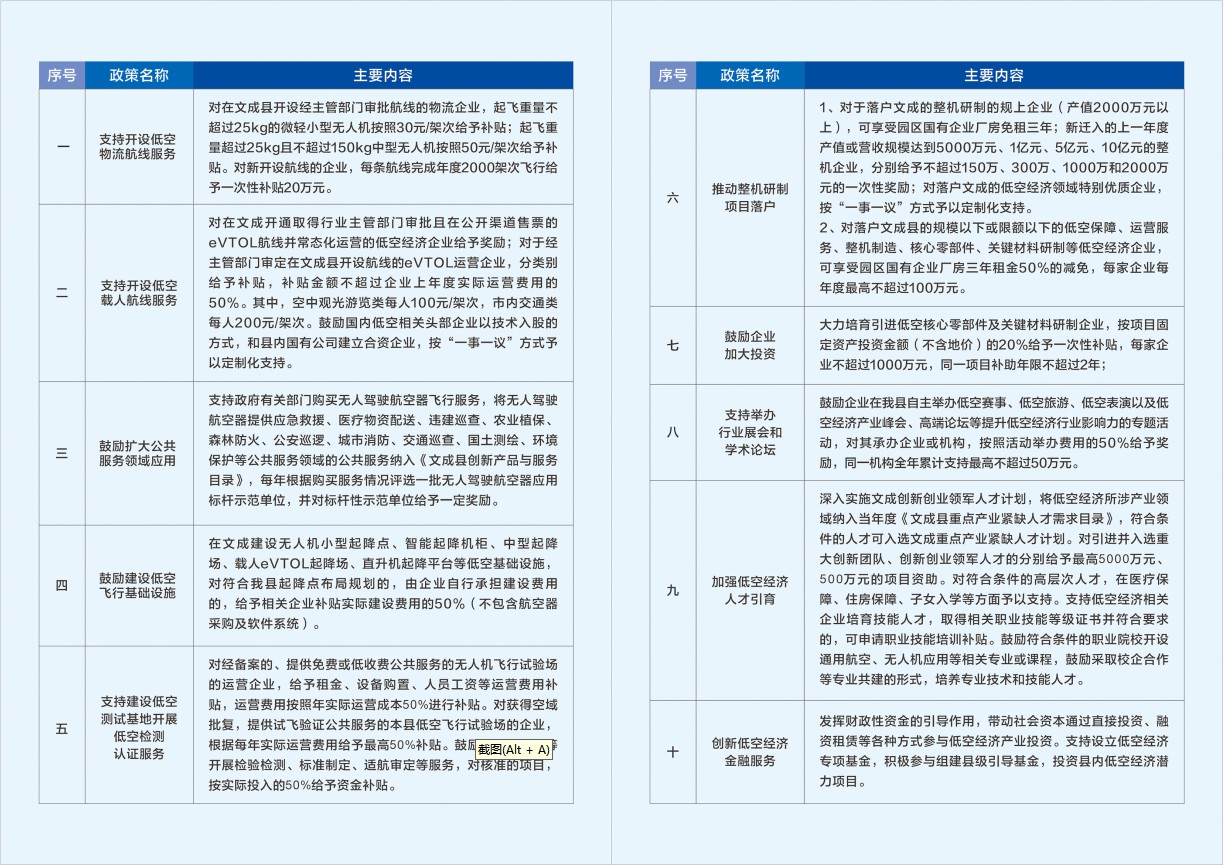 序号 政策名称 主要内容
一
支持开设低空
物流航线服务
对在文成县开设经主管部门审批航线的物流企业，起飞重量不
超过25kg的微轻小型无人机按照30元/架次给予补贴；起飞重
量超过25kg且不超过150kg中型无人机按照50元/架次给予补
贴。对新开设航线的企业，每条航线完成年度2000架次飞行给
予一次性补贴20万元。
二
支持开设低空
载人航线服务
对在文成开通取得行业主管部门审批且在公开渠道售票的
eVTOL航线并常态化运营的低空经济企业给予奖励；对于经
主管部门审定在文成县开设航线的eVTOL运营企业，分类别
给予补贴，补贴金额不超过企业上年度实际运营费用的
50%。其中，空中观光游览类每人100元/架次，市内交通类
每人200元/架次。鼓励国内低空相关头部企业以技术入股的
方式，和县内国有公司建立合资企业，按“一事一议”方式予
以定制化支持。
三
鼓励扩大公共
服务领域应用
支持政府有关部门购买无人驾驶航空器飞行服务，将无人驾驶
航空器提供应急救援、医疗物资配送、违建巡查、农业植保、
森林防火、公安巡逻、城市消防、交通巡查、国土测绘、环境
保护等公共服务领域的公共服务纳入《文成县创新产品与服务
目录》，每年根据购买服务情况评选一批无人驾驶航空器应用
标杆示范单位，并对标杆性示范单位给予一定奖励。
四
鼓励建设低空
飞行基础设施
在文成建设无人机小型起降点、智能起降机柜、中型起降
场、载人eVTOL起降场、直升机起降平台等低空基础设施，
对符合我县起降点布局规划的，由企业自行承担建设费用
的，给予相关企业补贴实际建设费用的50%（不包含航空器
采购及软件系统）。
五
支持建设低空
测试基地开展
低空检测
认证服务
对经备案的、提供免费或低收费公共服务的无人机飞行试验场
的运营企业，给予租金、设备购置、人员工资等运营费用补
贴，运营费用按照年实际运营成本50%进行补贴。对获得空域
批复，提供试飞验证公共服务的本县低空飞行试验场的企业，
根据每年实际运营费用给予最高50%补贴。鼓励
截图(Alt + A)
开展检验检测、标准制定、适航审定等服务，对核准的项目，
按实际投入的50%给予资金补贴。
序号 政策名称 主要内容
六
推动整机研制
项目落户
1、对于落户文成的整机研制的规上企业（产值2000万元以
上），可享受园区国有企业厂房免租三年；新迁入的上一年度
产值或营收规模达到5000万元、1亿元、5亿元、10亿元的整
机企业，分别给予不超过150万、300万、1000万和2000万
元的一次性奖励；对落户文成的低空经济领域特别优质企业，
按“一事一议”方式予以定制化支持。
2、对落户文成县的规模以下或限额以下的低空保障、运营服
务、整机制造、核心零部件、关键材料研制等低空经济企业，
可享受园区国有企业厂房三年租金50%的减免，每家企业每
年度最高不超过100万元。
七
鼓励企业
加大投资
大力培育引进低空核心零部件及关键材料研制企业，按项目固
定资产投资金额（不含地价）的20%给予一次性补贴，每家企
业不超过1000万元，同一项目补助年限不超过2年；
八
支持举办
行业展会和
学术论坛
鼓励企业在我县自主举办低空赛事、低空旅游、低空表演以及低
空经济产业峰会、高端论坛等提升低空经济行业影响力的专题活
动，对其承办企业或机构，按照活动举办费用的50%给予奖
励，同一机构全年累计支持最高不超过50万元。
九
加强低空经济
人才引育
深入实施文成创新创业领军人才计划，将低空经济所涉产业领
域纳入当年度《文成县重点产业紧缺人才需求目录》，符合条
件的人才可入选文成重点产业紧缺人才计划。对引进并入选重
大创新团队、创新创业领军人才的分别给予最高5000万元、
500万元的项目资助。对符合条件的高层次人才，在医疗保
障、住房保障、子女入学等方面予以支持。支持低空经济相关
企业培育技能人才，取得相关职业技能等级证书并符合要求
的，可申请职业技能培训补贴。鼓励符合条件的职业院校开设
通用航空、无人机应用等相关专业或课程，鼓励采取校企合作
等专业共建的形式，培养专业技术和技能人才。
十
创新低空经济
金融服务
发挥财政性资金的引导作用，带动社会资本通过直接投资、融
资租赁等各种方式参与低空经济产业投资。支持设立低空经济
专项基金，积极参与组建县级引导基金，投资县内低空经济潜
力项目。